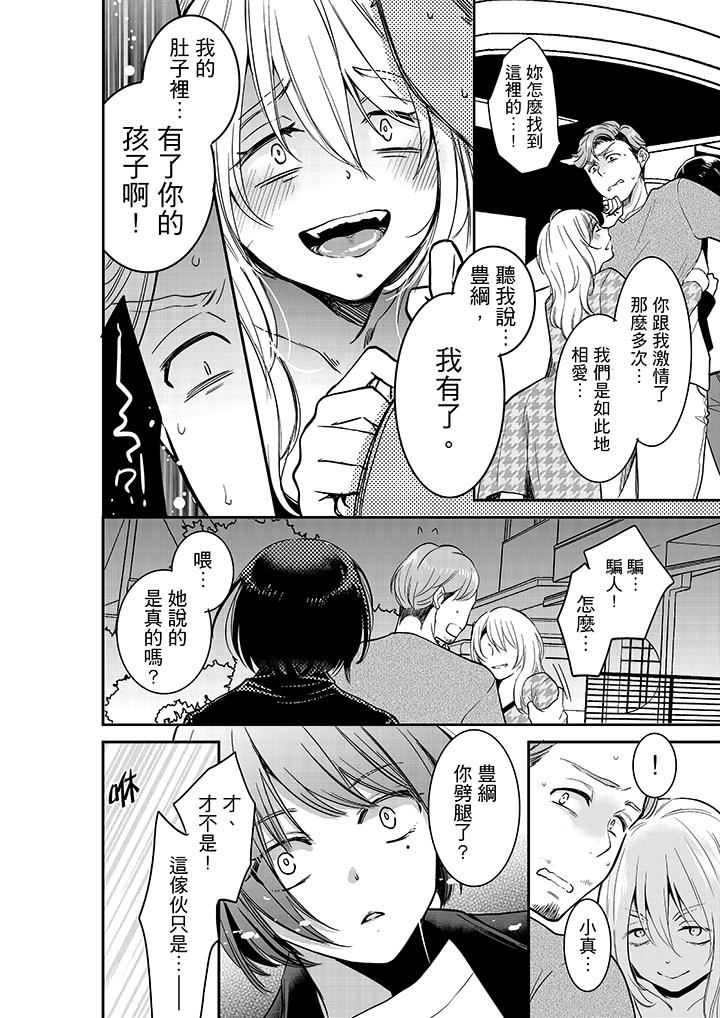 妳怎麼找到
這裡的…！
你跟我激情了
那麼多次…
我們是如此地
相愛…
聽我說…
豊綱，
我有了。
我的
肚子裡…
有了你的
孩子啊！
騙…
騙人！
怎麼…
喂…
她說的
是真的嗎？
！
小真…
豊綱
你劈腿了？
才、
才不是！
這傢伙只是…——
咻